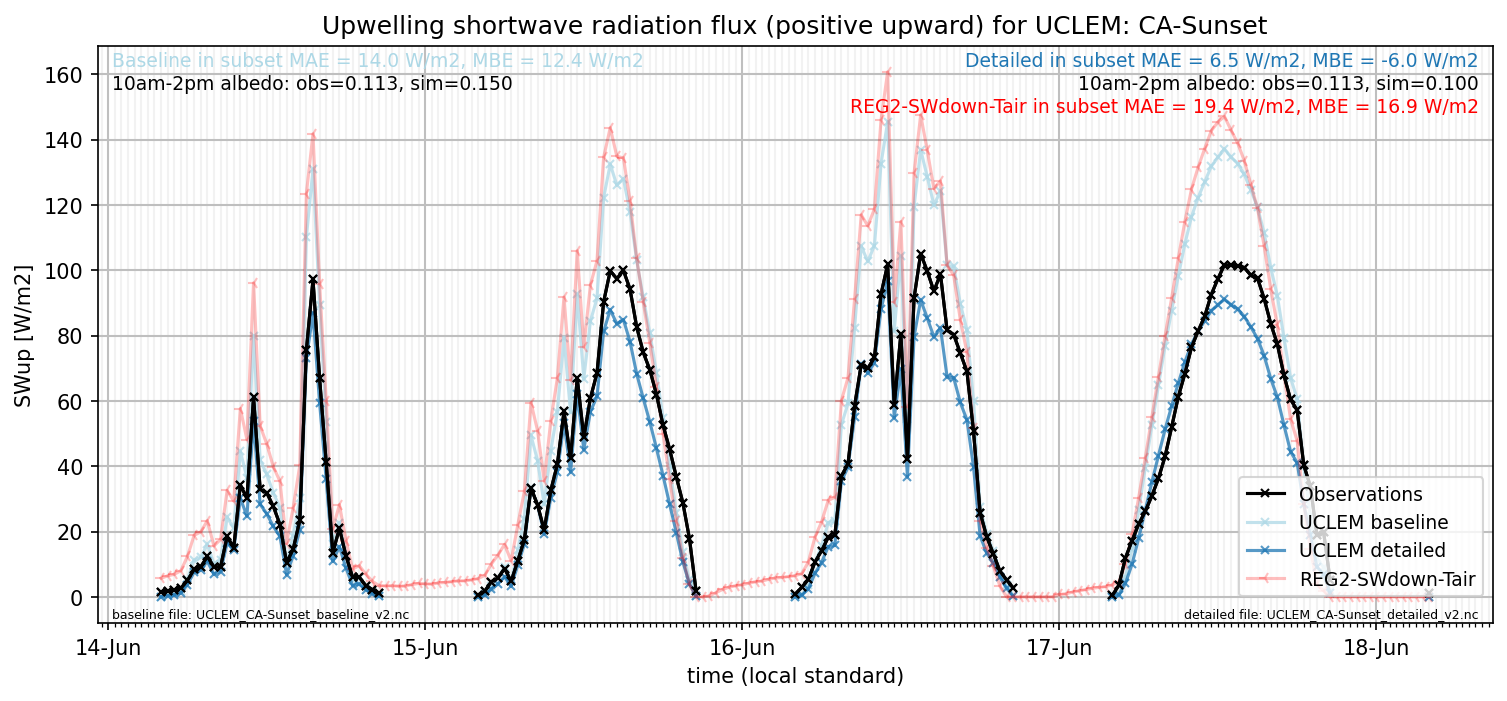 Upwelling shortwave radiation flux (positive upward) for UCLEM: CA-Sunset
Baseline in subset MAE = 14.0 W/m2, MBE = 12.4 W/m2
10am-2pm albedo: obs=0.113, sim=0.150
Detailed in subset MAE = 6.5 W/m2, MBE = -6.0 W/m2
10am-2pm albedo: obs=0.113, sim=0.100
REG2-SWdown-Tair in subset MAE = 19.4 W/m2, MBE = 16.9 W/m2
SWup [W/m2]
160
140
120
100
80
60
40
20
0
Observations
UCLEM baseline
UCLEM detailed
REG2-SWdown-Tair
baseline file: UCLEM_CA-Sunset_baseline_v2.nc
detailed file: UCLEM_CA-Sunset_detailed_v2.nc
14-Jun
15-Jun
16-Jun
17-Jun
18-Jun
time (local standard)